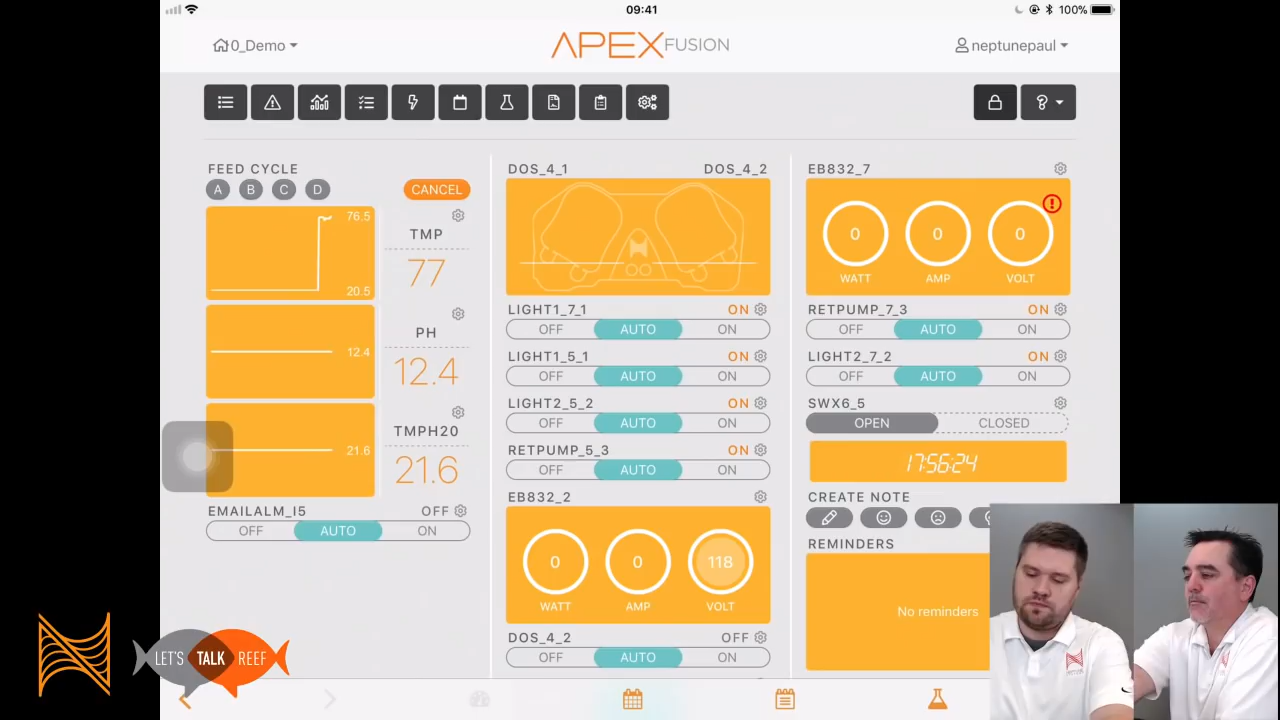 09:41
100%
0_Demo
APEX FUSION
neptunepaul
FEED CYCLE
A B C D
CANCEL
76.5
20.5
TMP
77
12.4
PH
12.4
21.6
TMPH20
21.6
EMAILALM_I5 OFF
OFF AUTO ON
DOS_4_1 DOS_4_2
LIGHT1_7_1 ON
OFF AUTO ON
LIGHT1_5_1 ON
OFF AUTO ON
LIGHT2_5_2 ON
OFF AUTO ON
RETPUMP_5_3 ON
OFF AUTO ON
EB832_2
0 0 118
WATT AMP VOLT
DOS_4_2 OFF
OFF AUTO ON
EB832_7
0 0 0
WATT AMP VOLT
RETPUMP_7_3 ON
OFF AUTO ON
LIGHT2_7_2 ON
OFF AUTO ON
SWX6_5
OPEN CLOSED
17:56:24
CREATE NOTE
REMINDERS
No reminders
LET'S TALK REEF